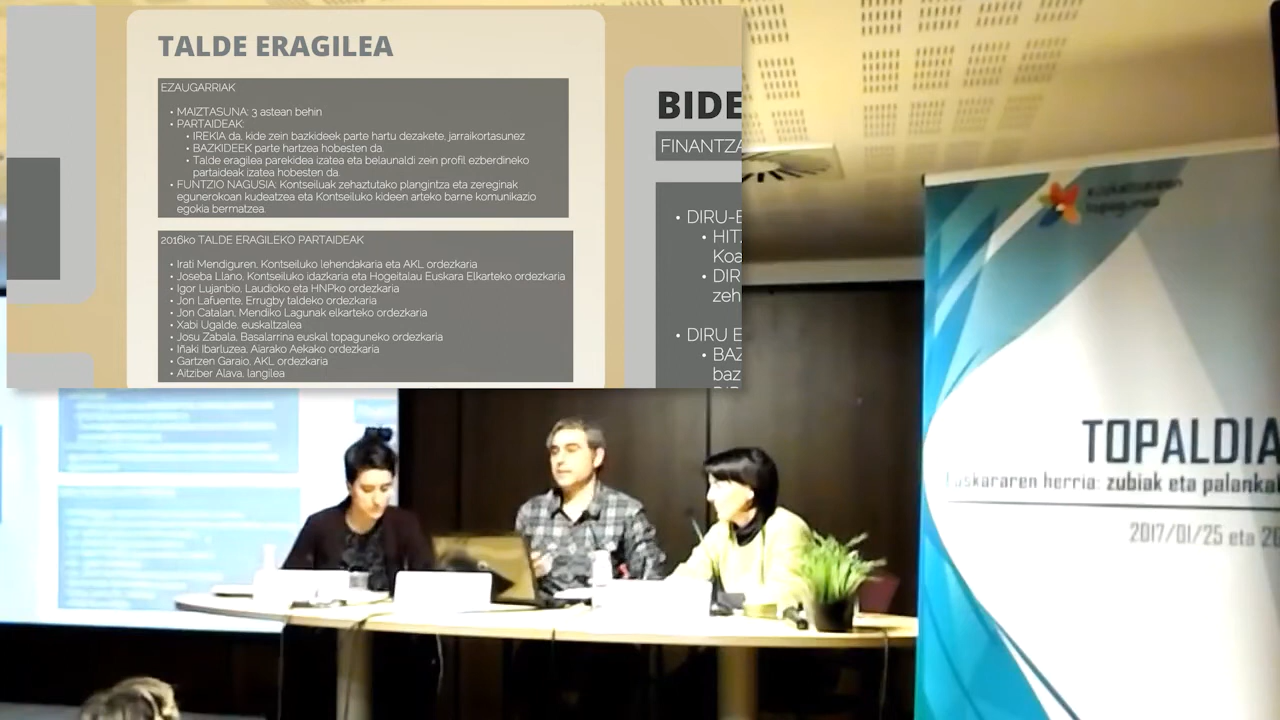 TALDE ERAGILEA
EZAUGARRIAK
• MAIZTASUNA: 3 astean behin
• PARTAIDEAK:
• IREKIA da, kide zein bazkideek parte hartu dezakete, jarraikortasunez
• BAZKIDEEK parte hartzea hobesten da.
• Talde eragilea parekidea izatea eta belaunaldi zein profil ezberdineko
partaideak izatea hobesten da.
• FUNTZIO NAGUSIA: Kontseiluak zehaztutako plangintza eta zereginak
egunerokoan kudeatzea eta Kontseiluko kideen arteko barne komunikazio
egokia bermatzea.
2016ko TALDE ERAGILEKO PARTAIDEAK
• Irati Mendiguren. Kontseiluko lehendakaria eta AKL ordezkaria
• Joseba Llano. Kontseiluko idazkaria eta Hogeitalau Euskara Elkarteko ordezkaria
• Igor Lujanbio, Laudioko eta HNPko ordezkaria
• Jon Lafuente. Errugby taldeko ordezkaria
• Jon Catalan. Mendiko Lagunak elkarteko ordezkaria
• Xabi Ugalde. euskaltzalea
• Josu Zabala. Basalarrina euskal topaguneko ordezkaria
• Iñaki Ibarluzea. Aiarako Aekako ordezkaria
• Gartzen Garaio. AKL ordezkaria
• Aitziber Alava. langilea
BIDE
FINANTZA
• DIRU-E
• HIT.
Koa
• DIR
zeh
• DIRU E
• BAZ
baz
euskaltzaleen
topagunea
TOPALDIA
Euskararen herria: zubiak eta palanka
2017/01/25 eta 2